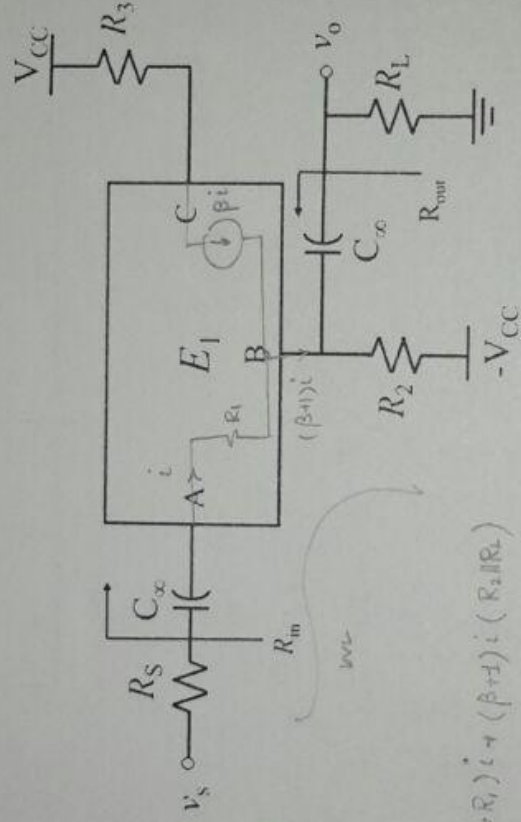 V_CC
R_3
C
βi
E_1
A
i
R_1
B
(β+1)i
v_s
R_S
C_∞
R_in
C_∞
v_o
R_L
R_out
R_2
-V_CC
+R_1)i+(β+1)i(R_2||R_L)